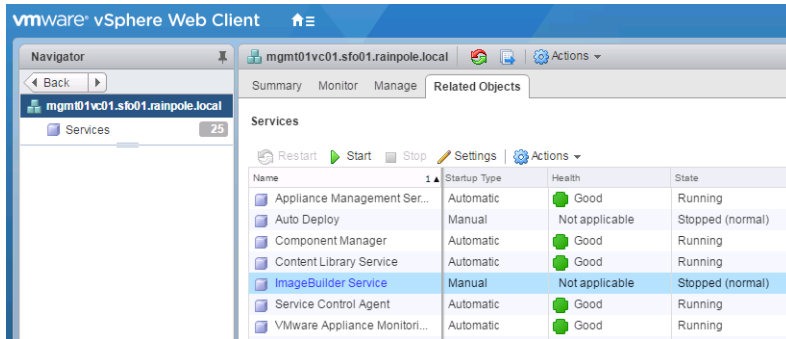 vmware® vSphere Web Client
Navigator
mgmt01vc01.sfo01.rainpole.local Actions
Back
Summary Monitor Manage Related Objects
mgmt01vc01.sfo01.rainpole.local
Services 25
Services
Restart Start Stop Settings Actions
Name 1 Startup Type Health State
Appliance Management Ser... Automatic Good Running
Auto Deploy Manual Not applicable Stopped (normal)
Component Manager Automatic Good Running
Content Library Service Automatic Good Running
ImageBuilder Service Manual Not applicable Stopped (normal)
Service Control Agent Automatic Good Running
VMware Appliance Monitori... Automatic Good Running